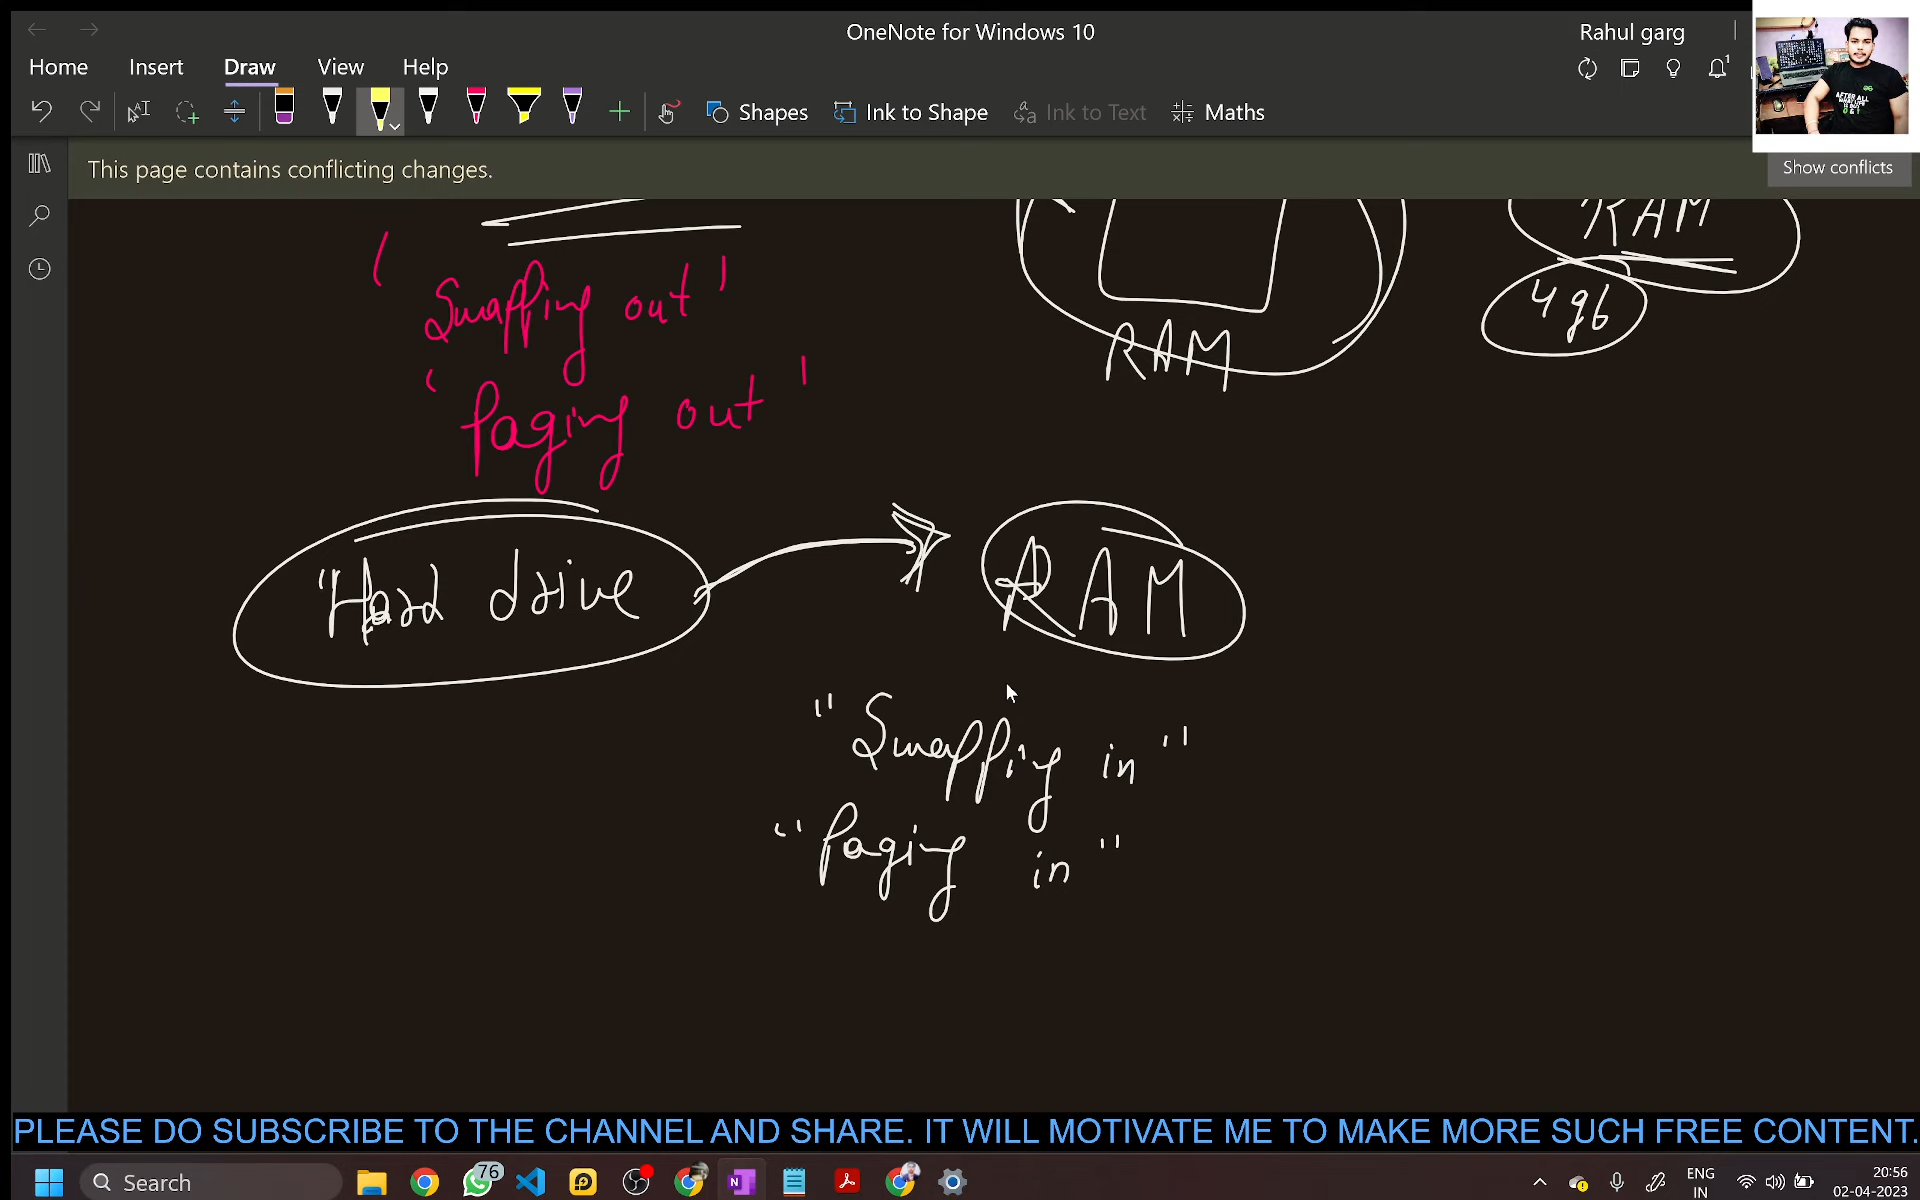 OneNote for Windows 10
Rahul garg
Home Insert Draw View Help
Shapes Ink to Shape Ink to Text Maths
This page contains conflicting changes.
Show conflicts
RAM
4 gb
' Swapping out '
RAM
' Paging out '
Hard drive RAM
" Swapping in "
" Paging in "
PLEASE DO SUBSCRIBE TO THE CHANNEL AND SHARE. IT WILL MOTIVATE ME TO MAKE MORE SUCH FREE CONTENT.
Search
76
ENG
IN
20:56
02-04-2023